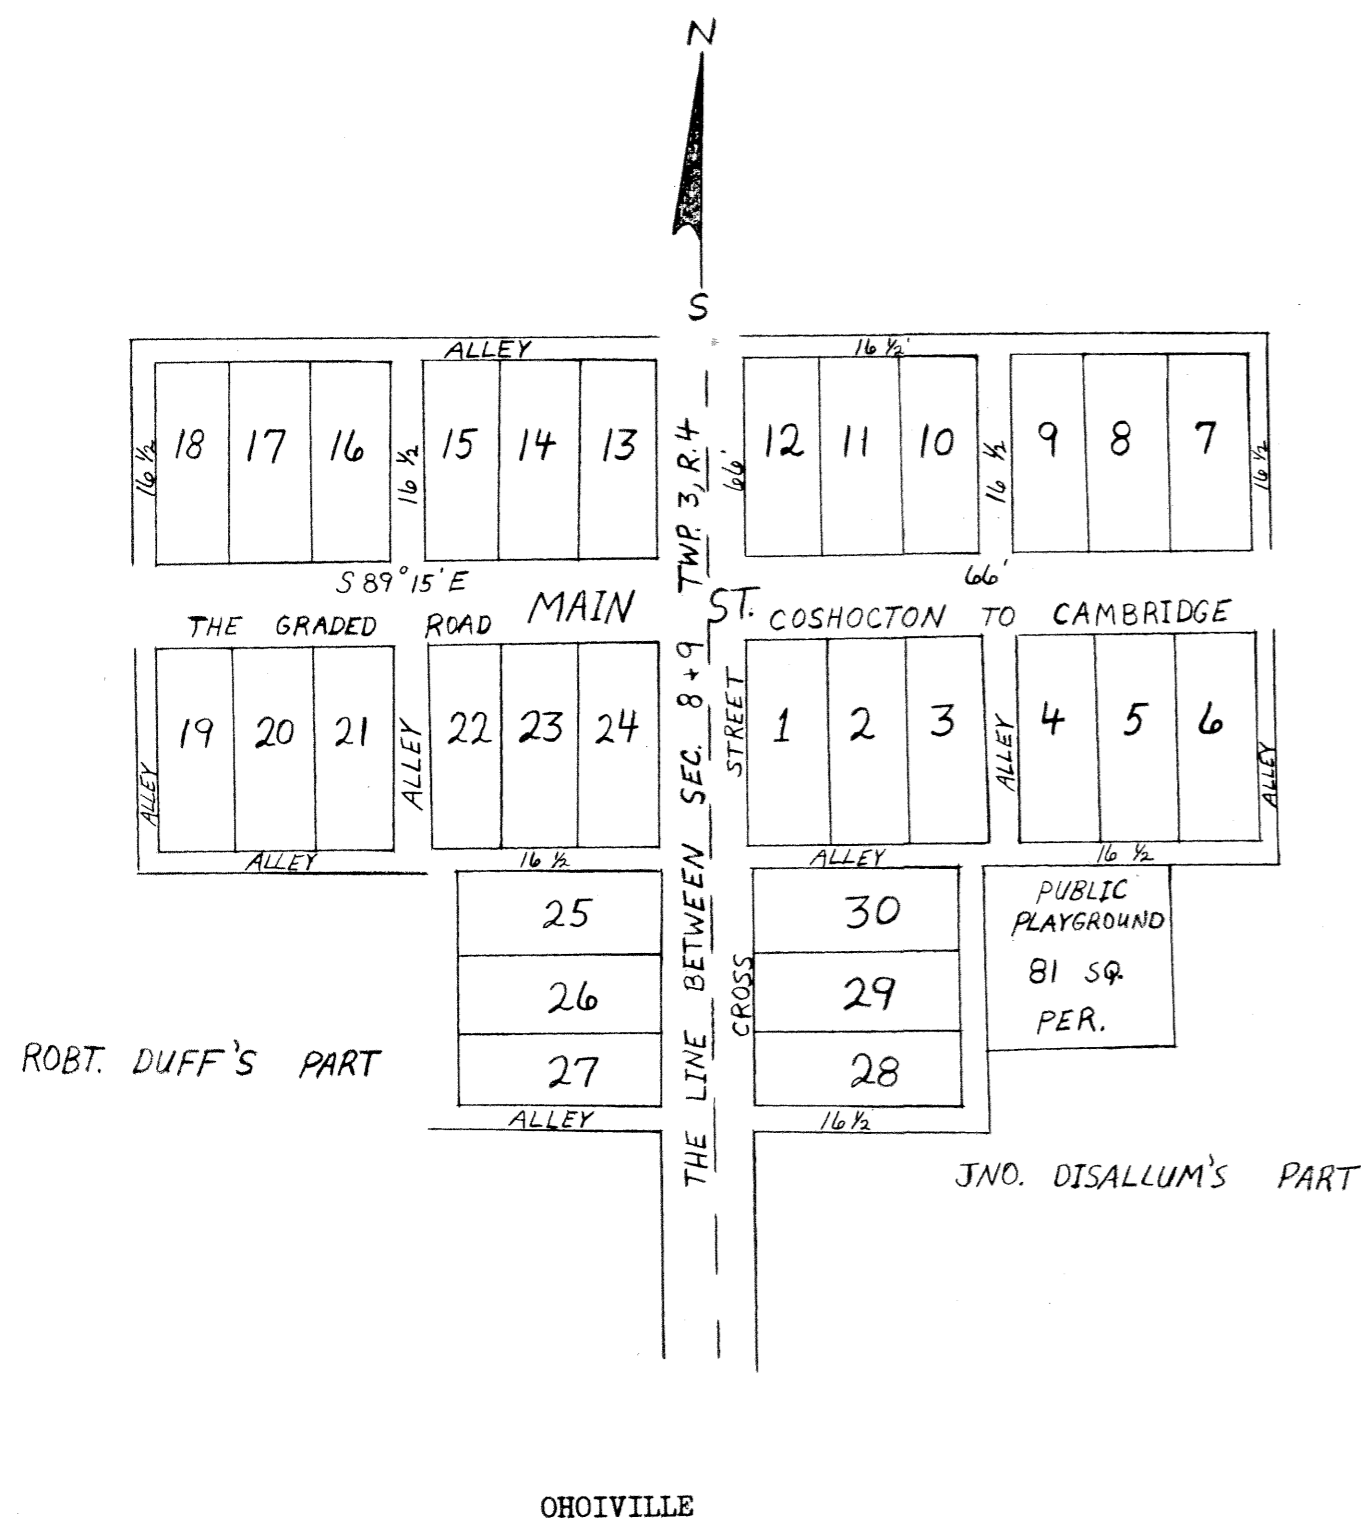 N
S
ALLEY
16 ½'
16 ½
18
17
16
16 ½
15
14
13
TWP. 3, R. 4
66'
12
11
10
16 ½
9
8
7
16 ½
S 89° 15' E
66'
MAIN ST.
THE GRADED ROAD
COSHOCTON TO CAMBRIDGE
ALLEY
19
20
21
ALLEY
22
23
24
THE LINE BETWEEN SEC. 8 + 9
STREET
1
2
3
ALLEY
4
5
6
ALLEY
ALLEY
16 ½
ALLEY
16 ½
25
26
27
CROSS
30
29
28
PUBLIC
PLAYGROUND
81 SQ.
PER.
ROBT. DUFF'S PART
ALLEY
16 ½
JNO. DISALLUM'S PART
OHOIVILLE